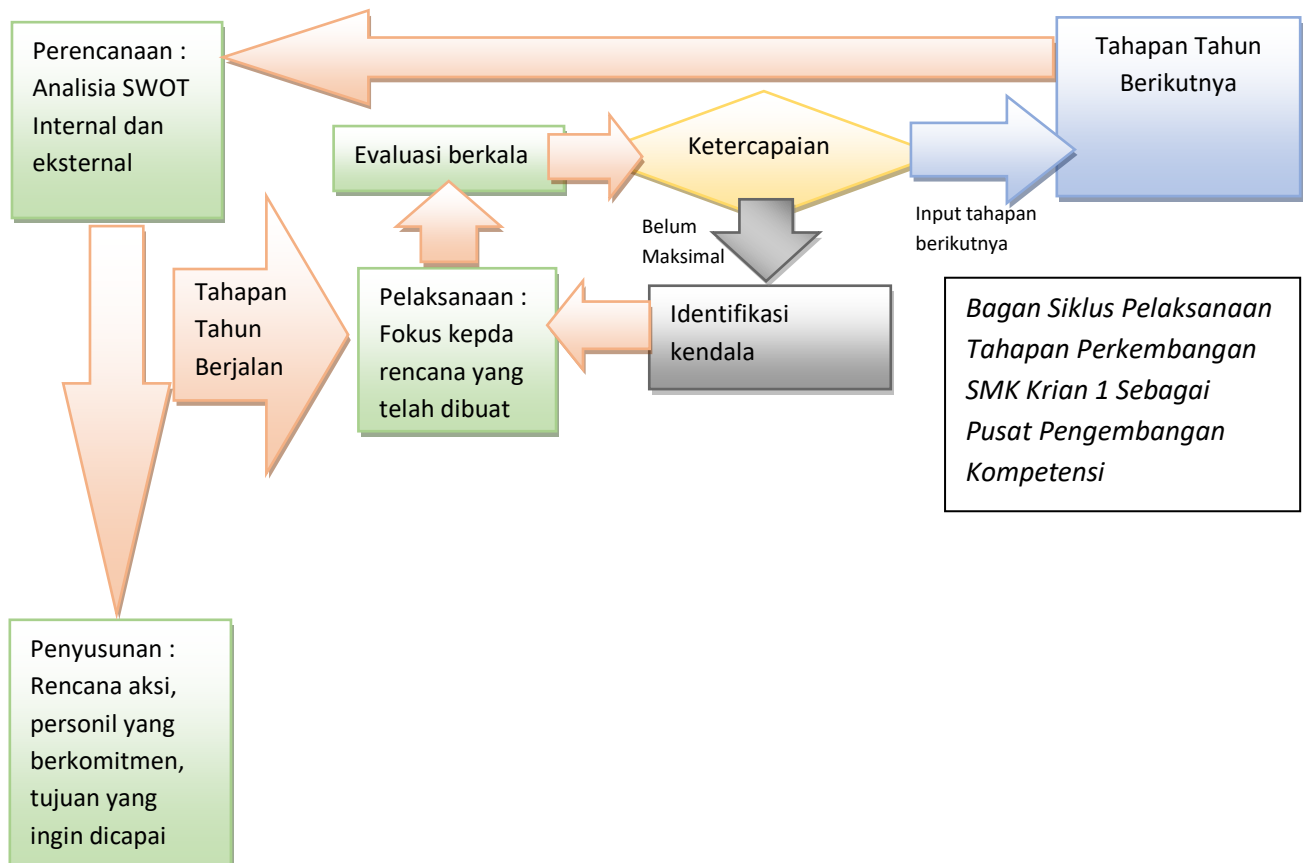 Perencanaan :
Analisia SWOT
Internal dan
eksternal
Tahapan Tahun
Berikutnya
Evaluasi berkala
Ketercapaian
Belum
Maksimal
Input tahapan
berikutnya
Tahapan
Tahun
Berjalan
Pelaksanaan :
Fokus kepda
rencana yang
telah dibuat
Identifikasi
kendala
Bagan Siklus Pelaksanaan
Tahapan Perkembangan
SMK Krian 1 Sebagai
Pusat Pengembangan
Kompetensi
Penyusunan :
Rencana aksi,
personil yang
berkomitmen,
tujuan yang
ingin dicapai